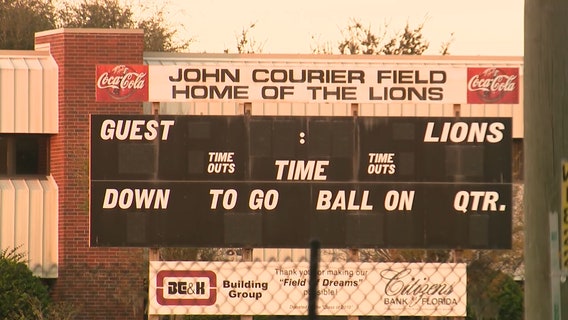 Coca-Cola
JOHN COURIER FIELD
HOME OF THE LIONS
Coca-Cola
GUEST : LIONS
TIME OUTS TIME TIME OUTS
DOWN TO GO BALL ON QTR.
BG&K Building Group
Thank you for making our
"Field of Dreams"
possible!
Citizens
BANK of FLORIDA